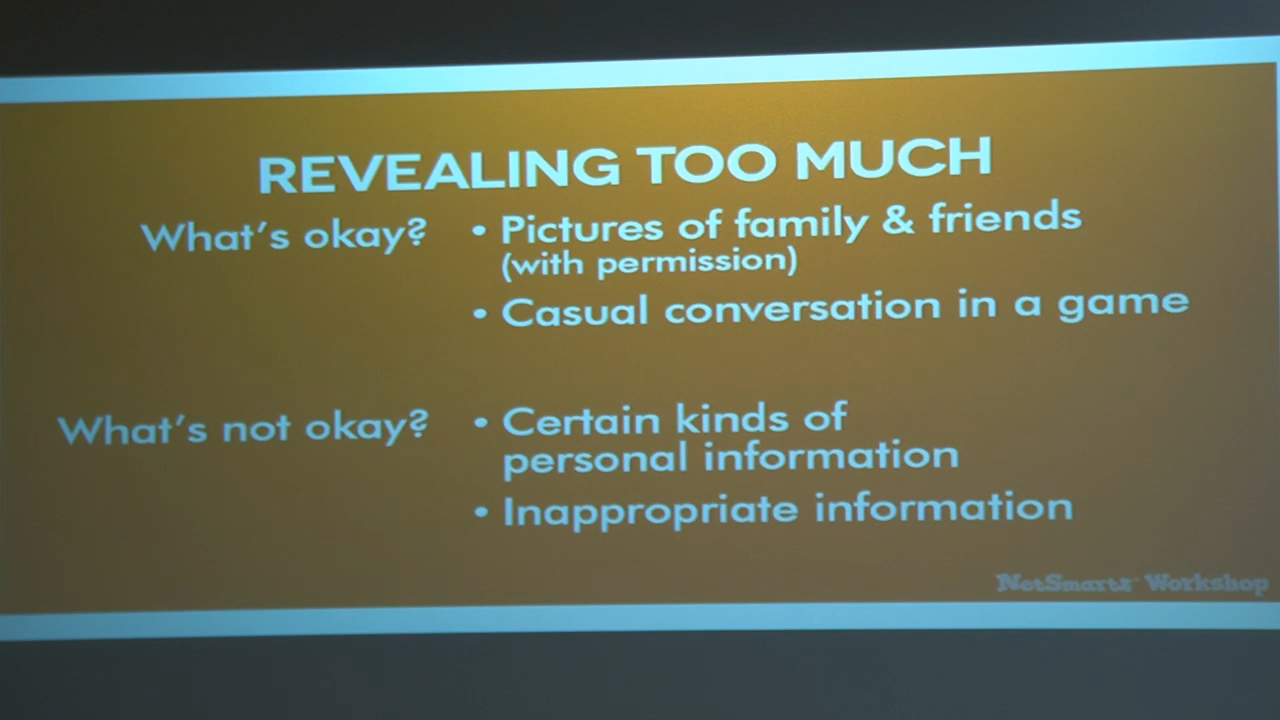 REVEALING TOO MUCH
What's okay?
• Pictures of family & friends
(with permission)
• Casual conversation in a game
What's not okay?
• Certain kinds of
personal information
• Inappropriate information
NetSmartz Workshop